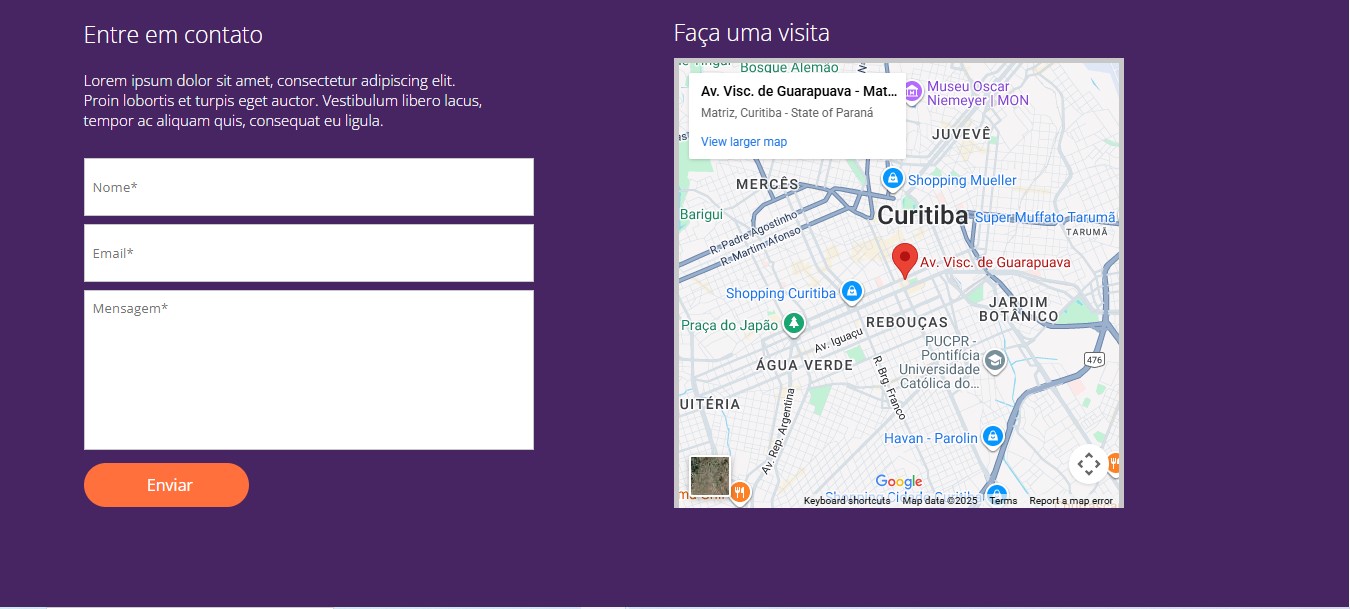 Entre em contato
Lorem ipsum dolor sit amet, consectetur adipiscing elit.
Proin lobortis et turpis eget auctor. Vestibulum libero lacus,
tempor ac aliquam quis, consequat eu ligula.
Nome*
Email*
Mensagem*
Enviar
Faça uma visita
Bosque Alemão
Av. Visc. de Guarapuava - Mat...
Matriz, Curitiba - State of Paraná
View larger map
Museu Oscar
Niemeyer | MON
JUVEVÊ
MERCÊS
Shopping Mueller
Barigui
Curitiba
Super Muffato Tarumã
TARUMÃ
R. Padre Agostinho
R. Martim Afonso
Av. Visc. de Guarapuava
Shopping Curitiba
JARDIM
BOTÂNICO
Praça do Japão
REBOUÇAS
Av. Iguaçu
PUCPR -
Pontifícia
Universidade
Católica do...
476
ÁGUA VERDE
R. Brg. Franco
UITÉRIA
Av. Rep. Argentina
Havan - Parolin
Google
Keyboard shortcuts
Map data ©2025
Terms
Report a map error